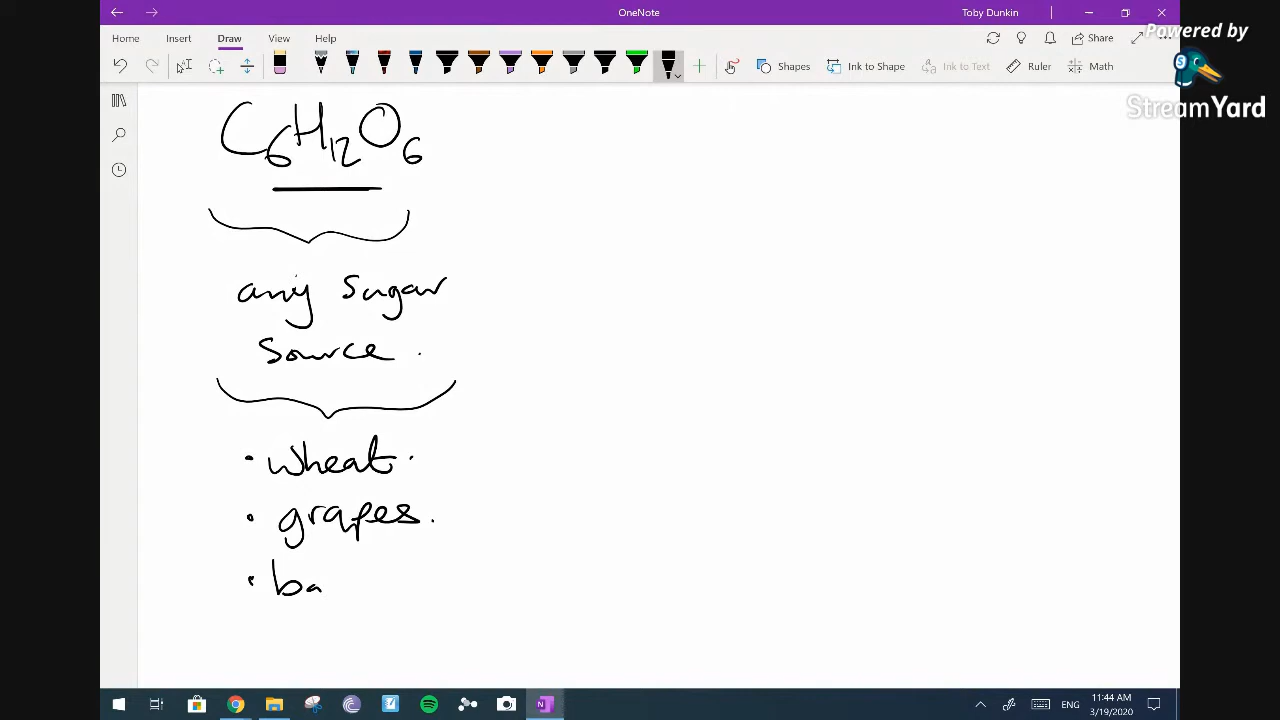 OneNote
Toby Dunkin
Powered by
StreamYard
Home Insert Draw View Help
Share
Shapes Ink to Shape Ink to Text Ruler Math
C6H12O6
any sugar
source.
· wheat.
· grapes.
· ba
ENG
11:44 AM
3/19/2020